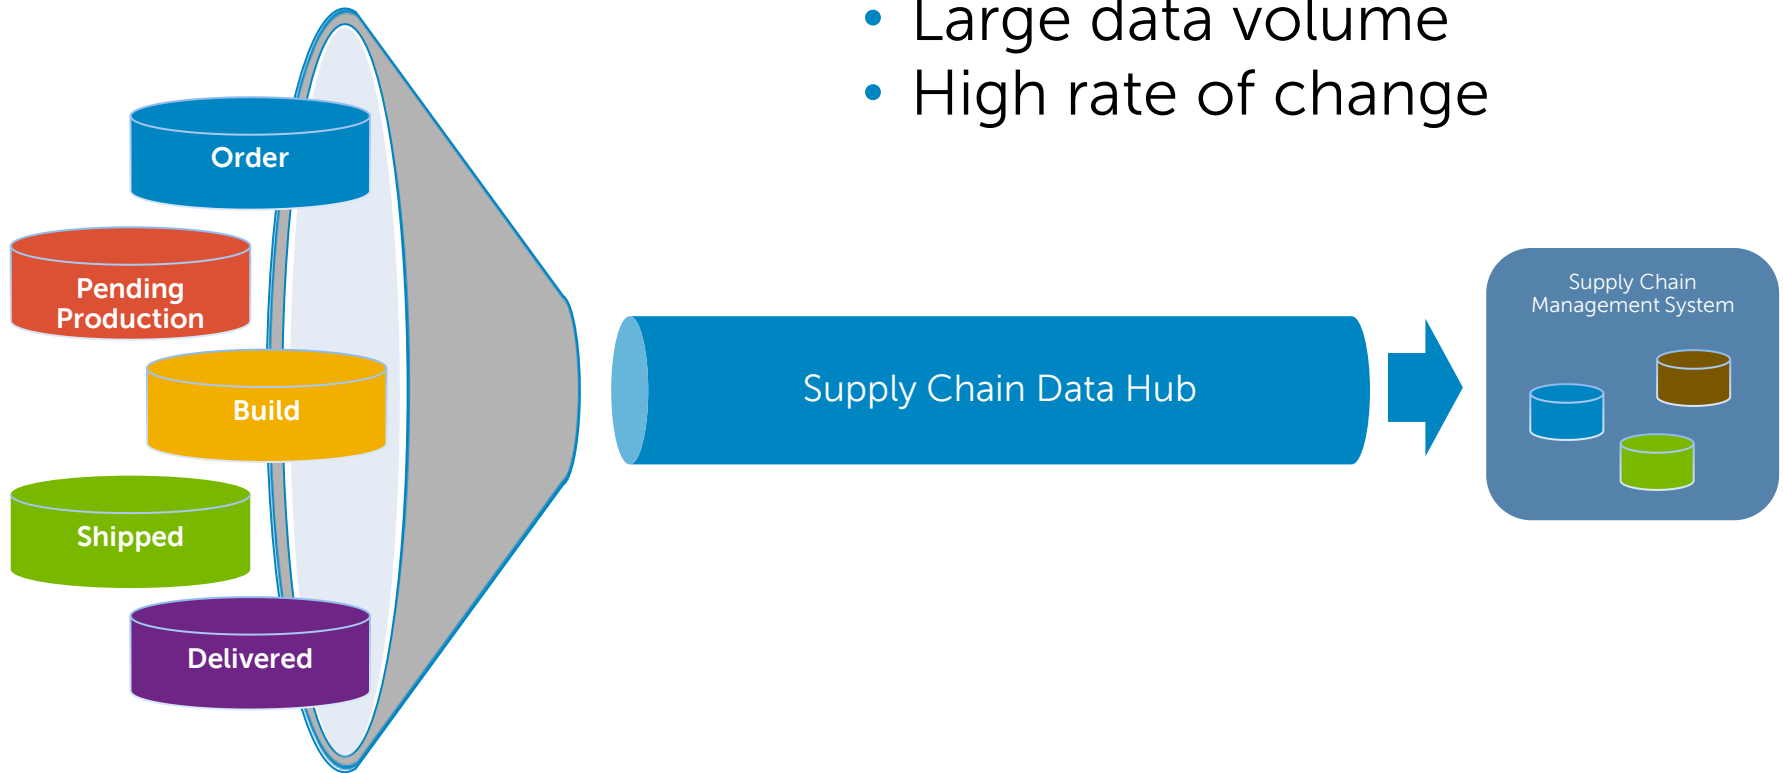 • Large data volume
• High rate of change
Order
Pending
Production
Build
Shipped
Delivered
Supply Chain Data Hub
Supply Chain
Management System